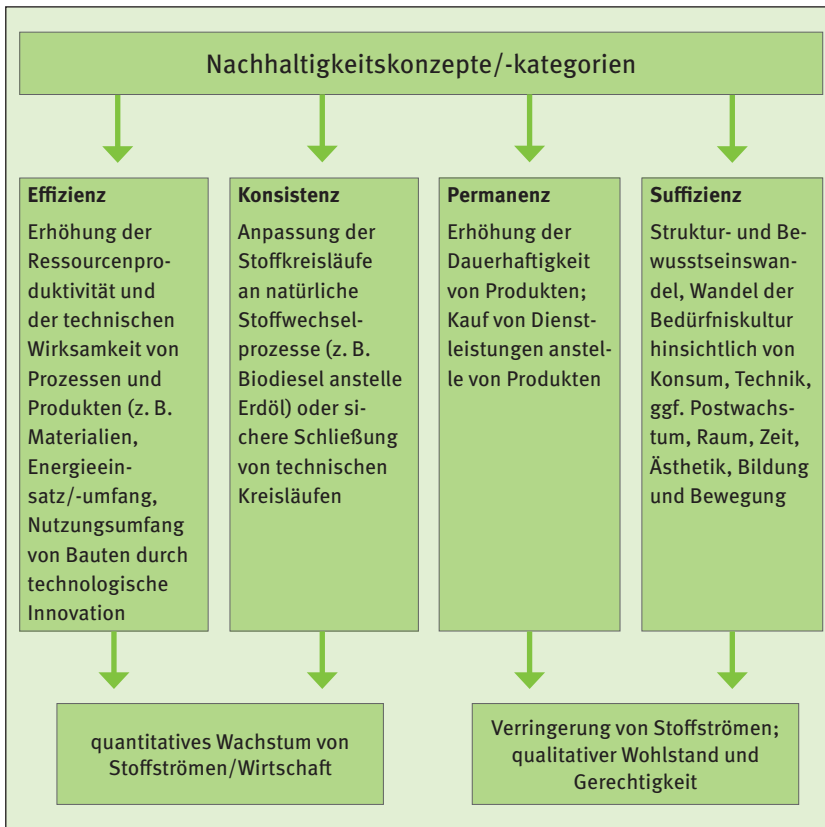 Nachhaltigkeitskonzepte/-kategorien
Effizienz
Erhöhung der
Ressourcenpro-
duktivität und
der technischen
Wirksamkeit von
Prozessen und
Produkten (z. B.
Materialien,
Energieein-
satz/-umfang,
Nutzungsumfang
von Bauten durch
technologische
Innovation
Konsistenz
Anpassung der
Stoffkreisläufe
an natürliche
Stoffwechsel-
prozesse (z. B.
Biodiesel anstelle
Erdöl) oder si-
chere Schließung
von technischen
Kreisläufen
Permanenz
Erhöhung der
Dauerhaftigkeit
von Produkten;
Kauf von Dienst-
leistungen anstel-
le von Produkten
Suffizienz
Struktur- und Be-
wusstseinswan-
del, Wandel der
Bedürfniskultur
hinsichtlich von
Konsum, Technik,
ggf. Postwachs-
tum, Raum, Zeit,
Ästhetik, Bildung
und Bewegung
quantitatives Wachstum von
Stoffströmen/Wirtschaft
Verringerung von Stoffströmen;
qualitativer Wohlstand und
Gerechtigkeit